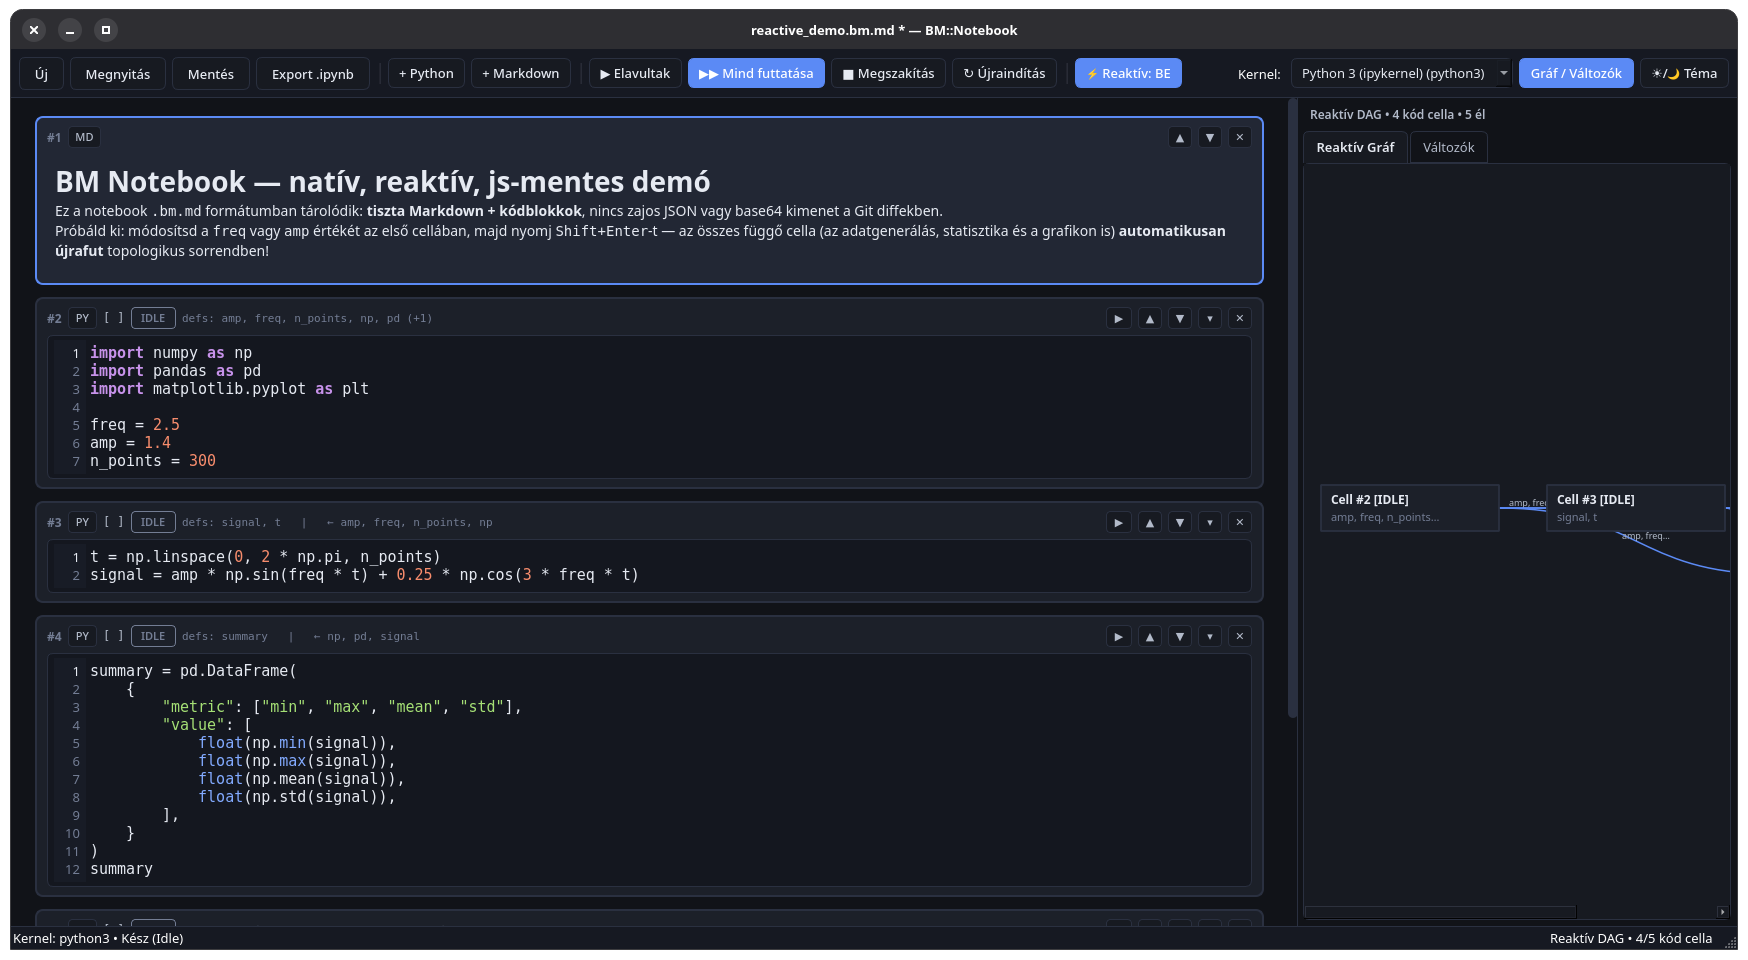 reactive_demo.bm.md * — BM::Notebook
Új Megnyitás Mentés Export .ipynb + Python + Markdown ▶ Elavultak ▶▶ Mind futtatása ■ Megszakítás ↻ Újraindítás ⚡ Reaktív: BE Kernel: Python 3 (ipykernel) (python3) Gráf / Változók ☀/🌙 Téma
#1 MD ▲ ▼ ×
BM Notebook — natív, reaktív, js-mentes demó
Ez a notebook .bm.md formátumban tárolódik: tiszta Markdown + kódblokkok, nincs zajos JSON vagy base64 kimenet a Git diffekben.
Próbáld ki: módosítsd a freq vagy amp értékét az első cellában, majd nyomj Shift+Enter-t — az összes függő cella (az adatgenerálás, statisztika és a grafikon is) automatikusan
újrafut topologikus sorrendben!
#2 PY [ ] IDLE defs: amp, freq, n_points, np, pd (+1) ▶ ▲ ▼ ▾ ×
1 import numpy as np
2 import pandas as pd
3 import matplotlib.pyplot as plt
4
5 freq = 2.5
6 amp = 1.4
7 n_points = 300
#3 PY [ ] IDLE defs: signal, t | ← amp, freq, n_points, np ▶ ▲ ▼ ▾ ×
1 t = np.linspace(0, 2 * np.pi, n_points)
2 signal = amp * np.sin(freq * t) + 0.25 * np.cos(3 * freq * t)
#4 PY [ ] IDLE defs: summary | ← np, pd, signal ▶ ▲ ▼ ▾ ×
1 summary = pd.DataFrame(
2     {
3         "metric": ["min", "max", "mean", "std"],
4         "value": [
5             float(np.min(signal)),
6             float(np.max(signal)),
7             float(np.mean(signal)),
8             float(np.std(signal)),
9         ],
10     }
11 )
12 summary
Reaktív DAG • 4 kód cella • 5 él
Reaktív Gráf Változók
Cell #2 [IDLE]
amp, freq, n_points...
amp, fre
Cell #3 [IDLE]
signal, t
amp, freq...
Kernel: python3 • Kész (Idle)
Reaktív DAG • 4/5 kód cella